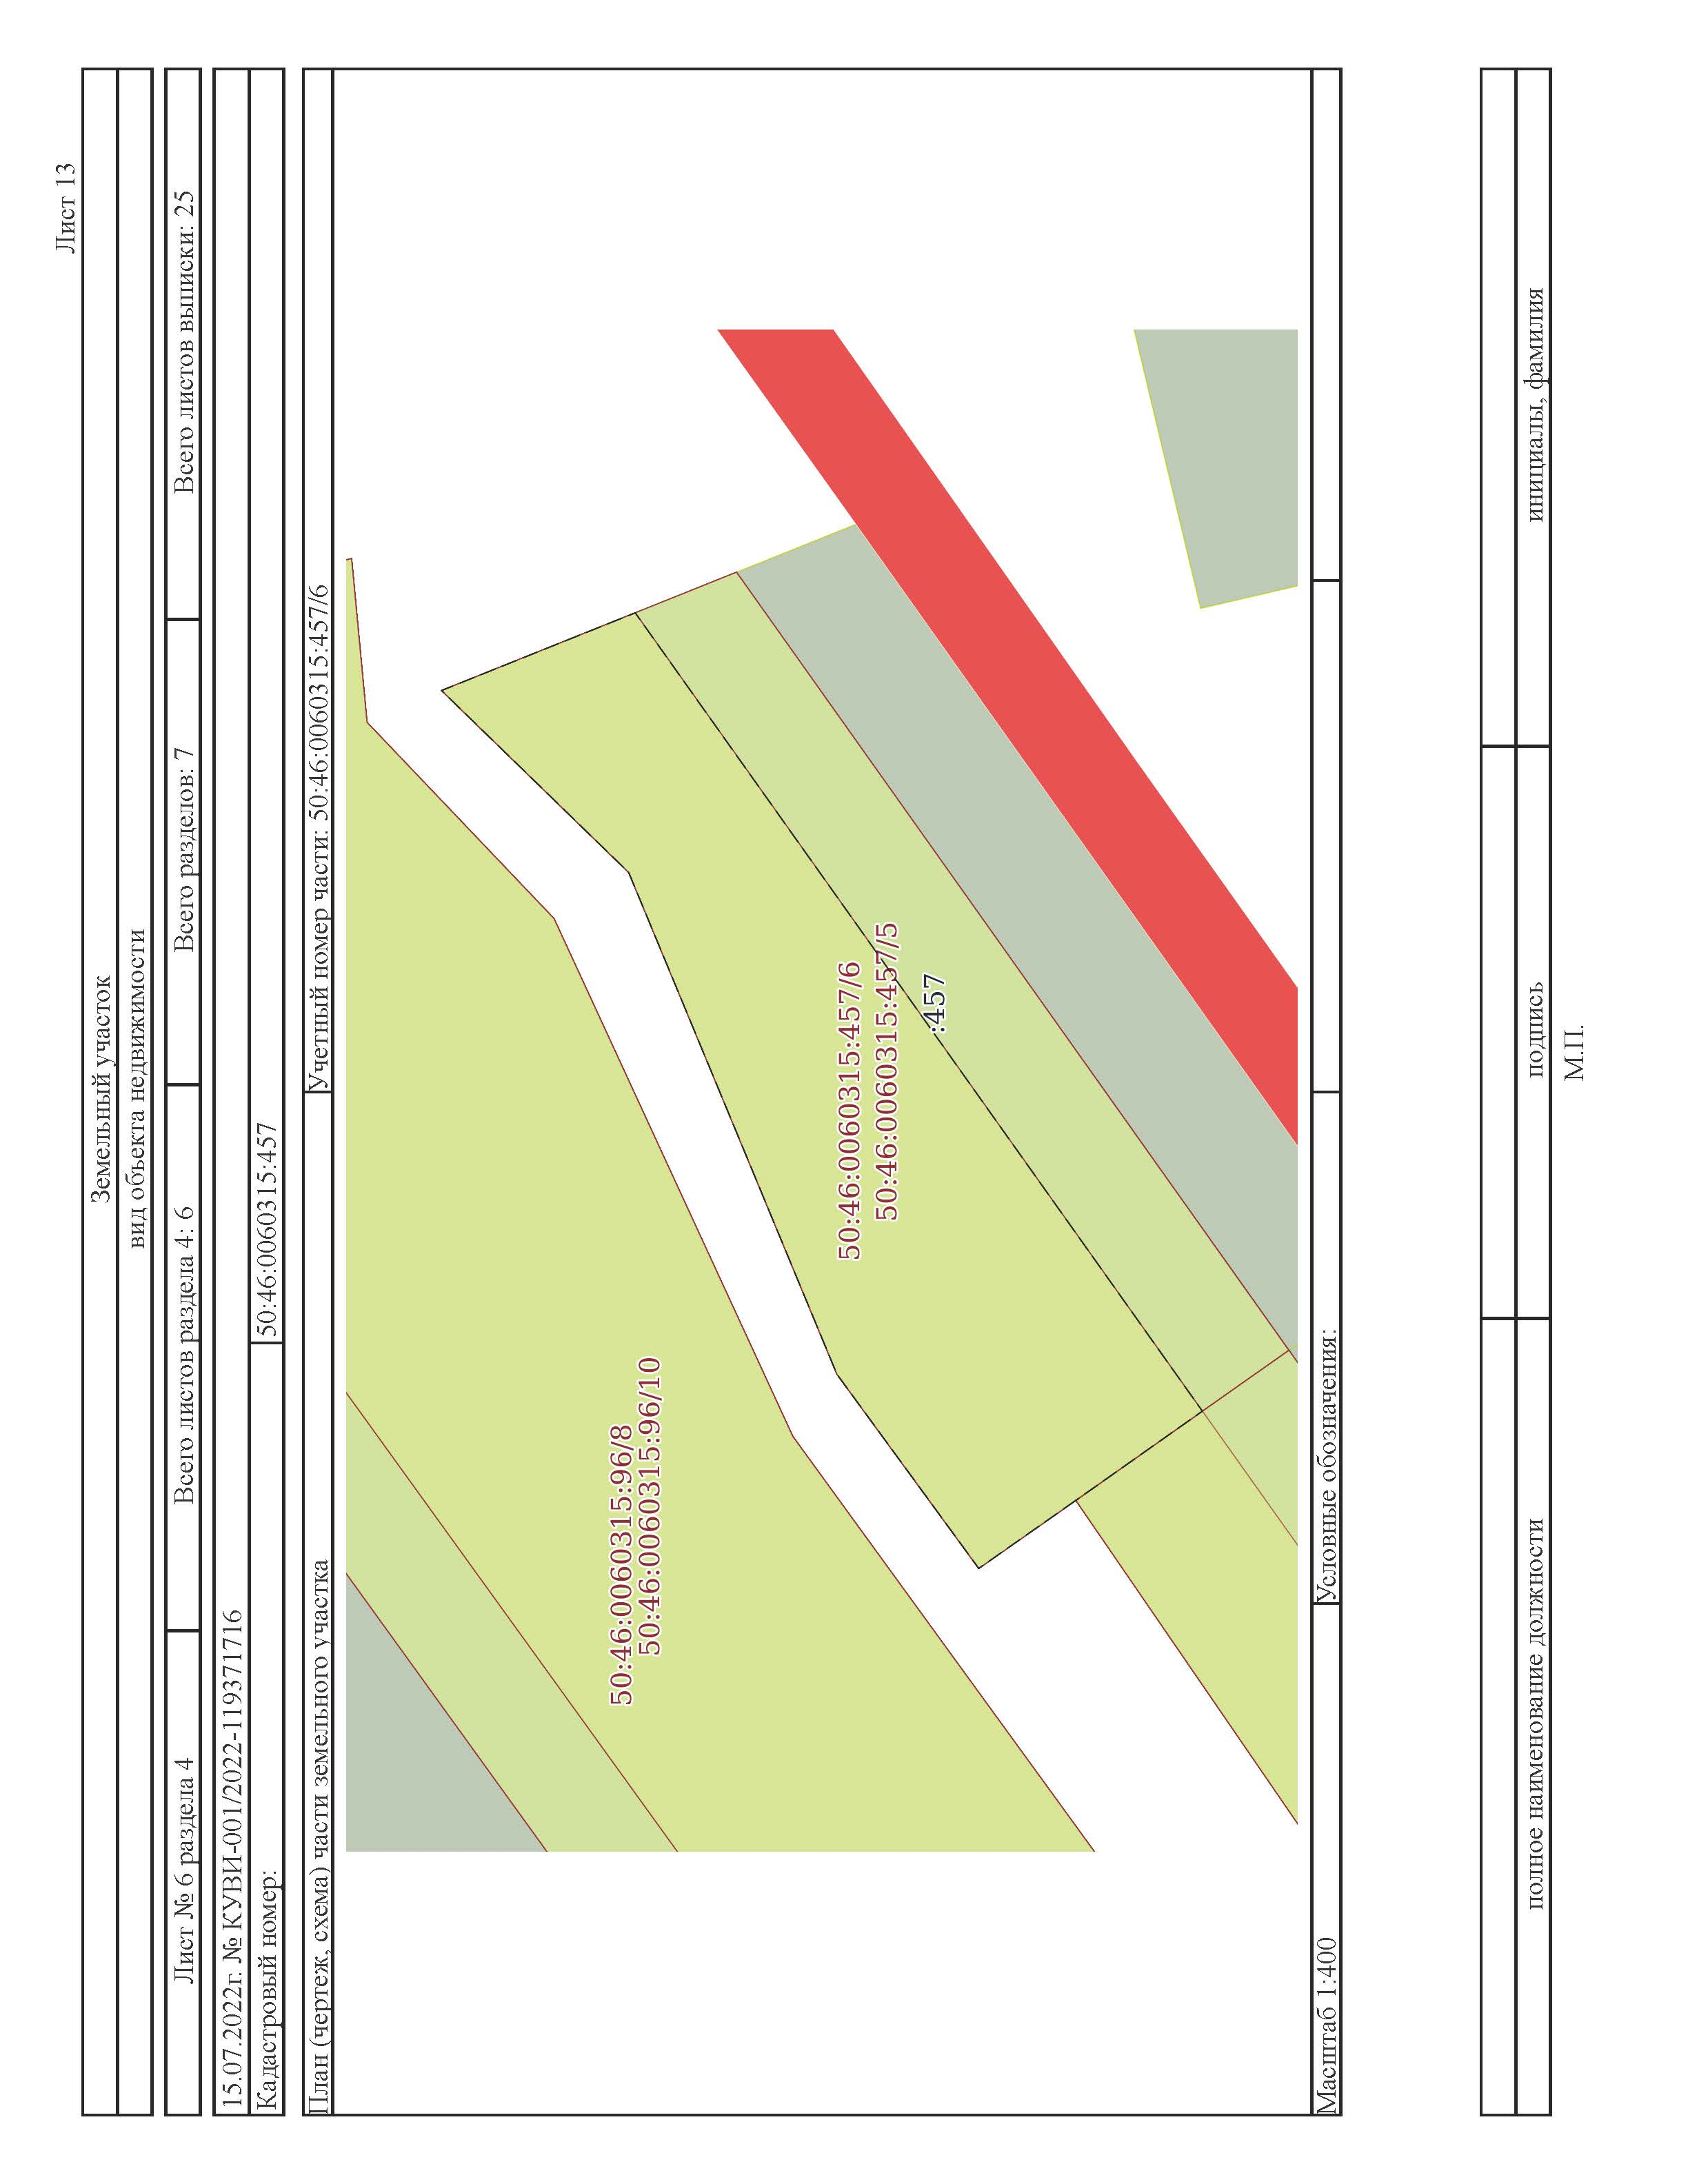 Лист 13
Земельный участок
вид объекта недвижимости
Лист № 6 раздела 4 Всего листов раздела 4: 6 Всего разделов: 7 Всего листов выписки: 25
15.07.2022г. № КУВИ-001/2022-119371716
Кадастровый номер: 50:46:0060315:457
План (чертеж, схема) части земельного участка Учетный номер части: 50:46:0060315:457/6
50:46:0060315:96/8
50:46:0060315:96/10
50:46:0060315:457/6
50:46:0060315:457/5
:457
Масштаб 1:400 Условные обозначения:
полное наименование должности подпись инициалы, фамилия
М.П.